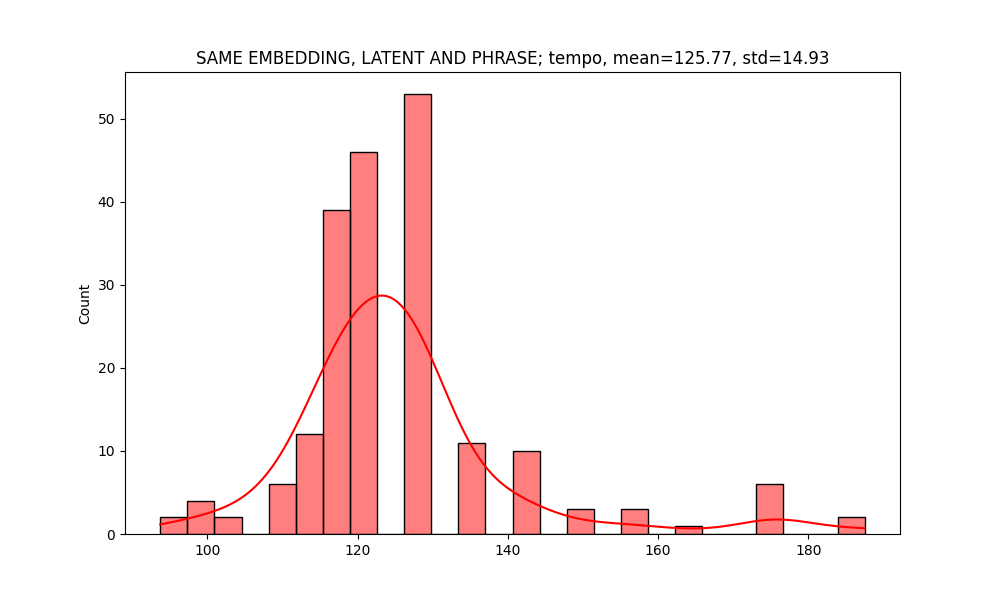 SAME EMBEDDING, LATENT AND PHRASE; tempo, mean=125.77, std=14.93
Count
50
40
30
20
10
0
100 120 140 160 180